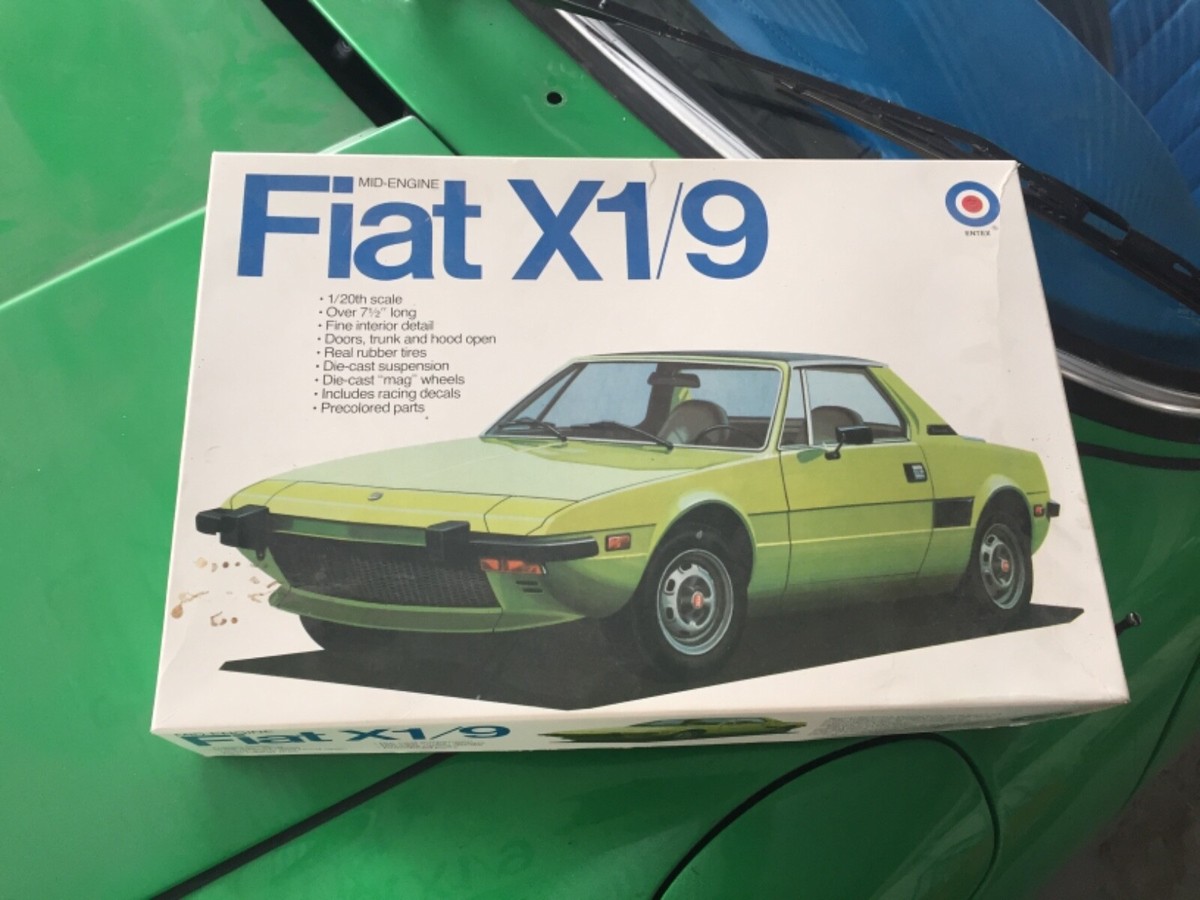 MID-ENGINE
Fiat X1/9
ENTEX
• 1/20th scale
• Over 7½" long
• Fine interior detail
• Doors, trunk and hood open
• Real rubber tires
• Die-cast suspension
• Die-cast "mag" wheels
• Includes racing decals
• Precolored parts
MID-ENGINE
Fiat X1/9